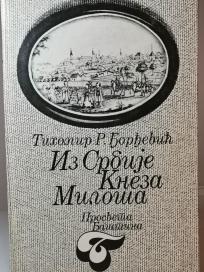 Тихомир Р. Ђорђевић
Из Србије
Кнеза
Милоша
Просвета
Баштина